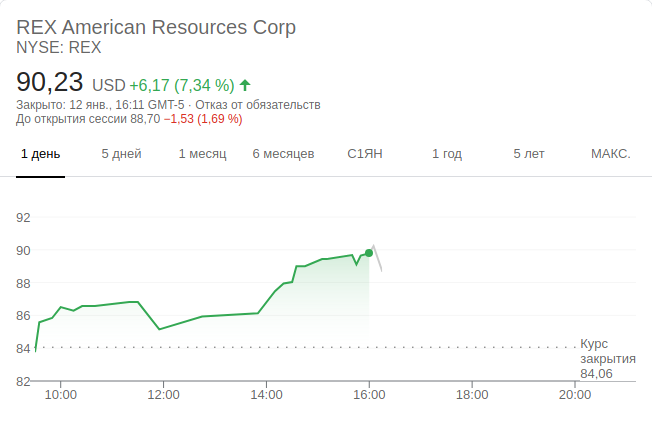 REX American Resources Corp
NYSE: REX
90,23 USD +6,17 (7,34 %)
Закрыто: 12 янв., 16:11 GMT-5 · Отказ от обязательств
До открытия сессии 88,70 −1,53 (1,69 %)
1 день 5 дней 1 месяц 6 месяцев С1ЯН 1 год 5 лет МАКС.
92
90
88
86
84
82
Курс
закрытия
84,06
10:00 12:00 14:00 16:00 18:00 20:00